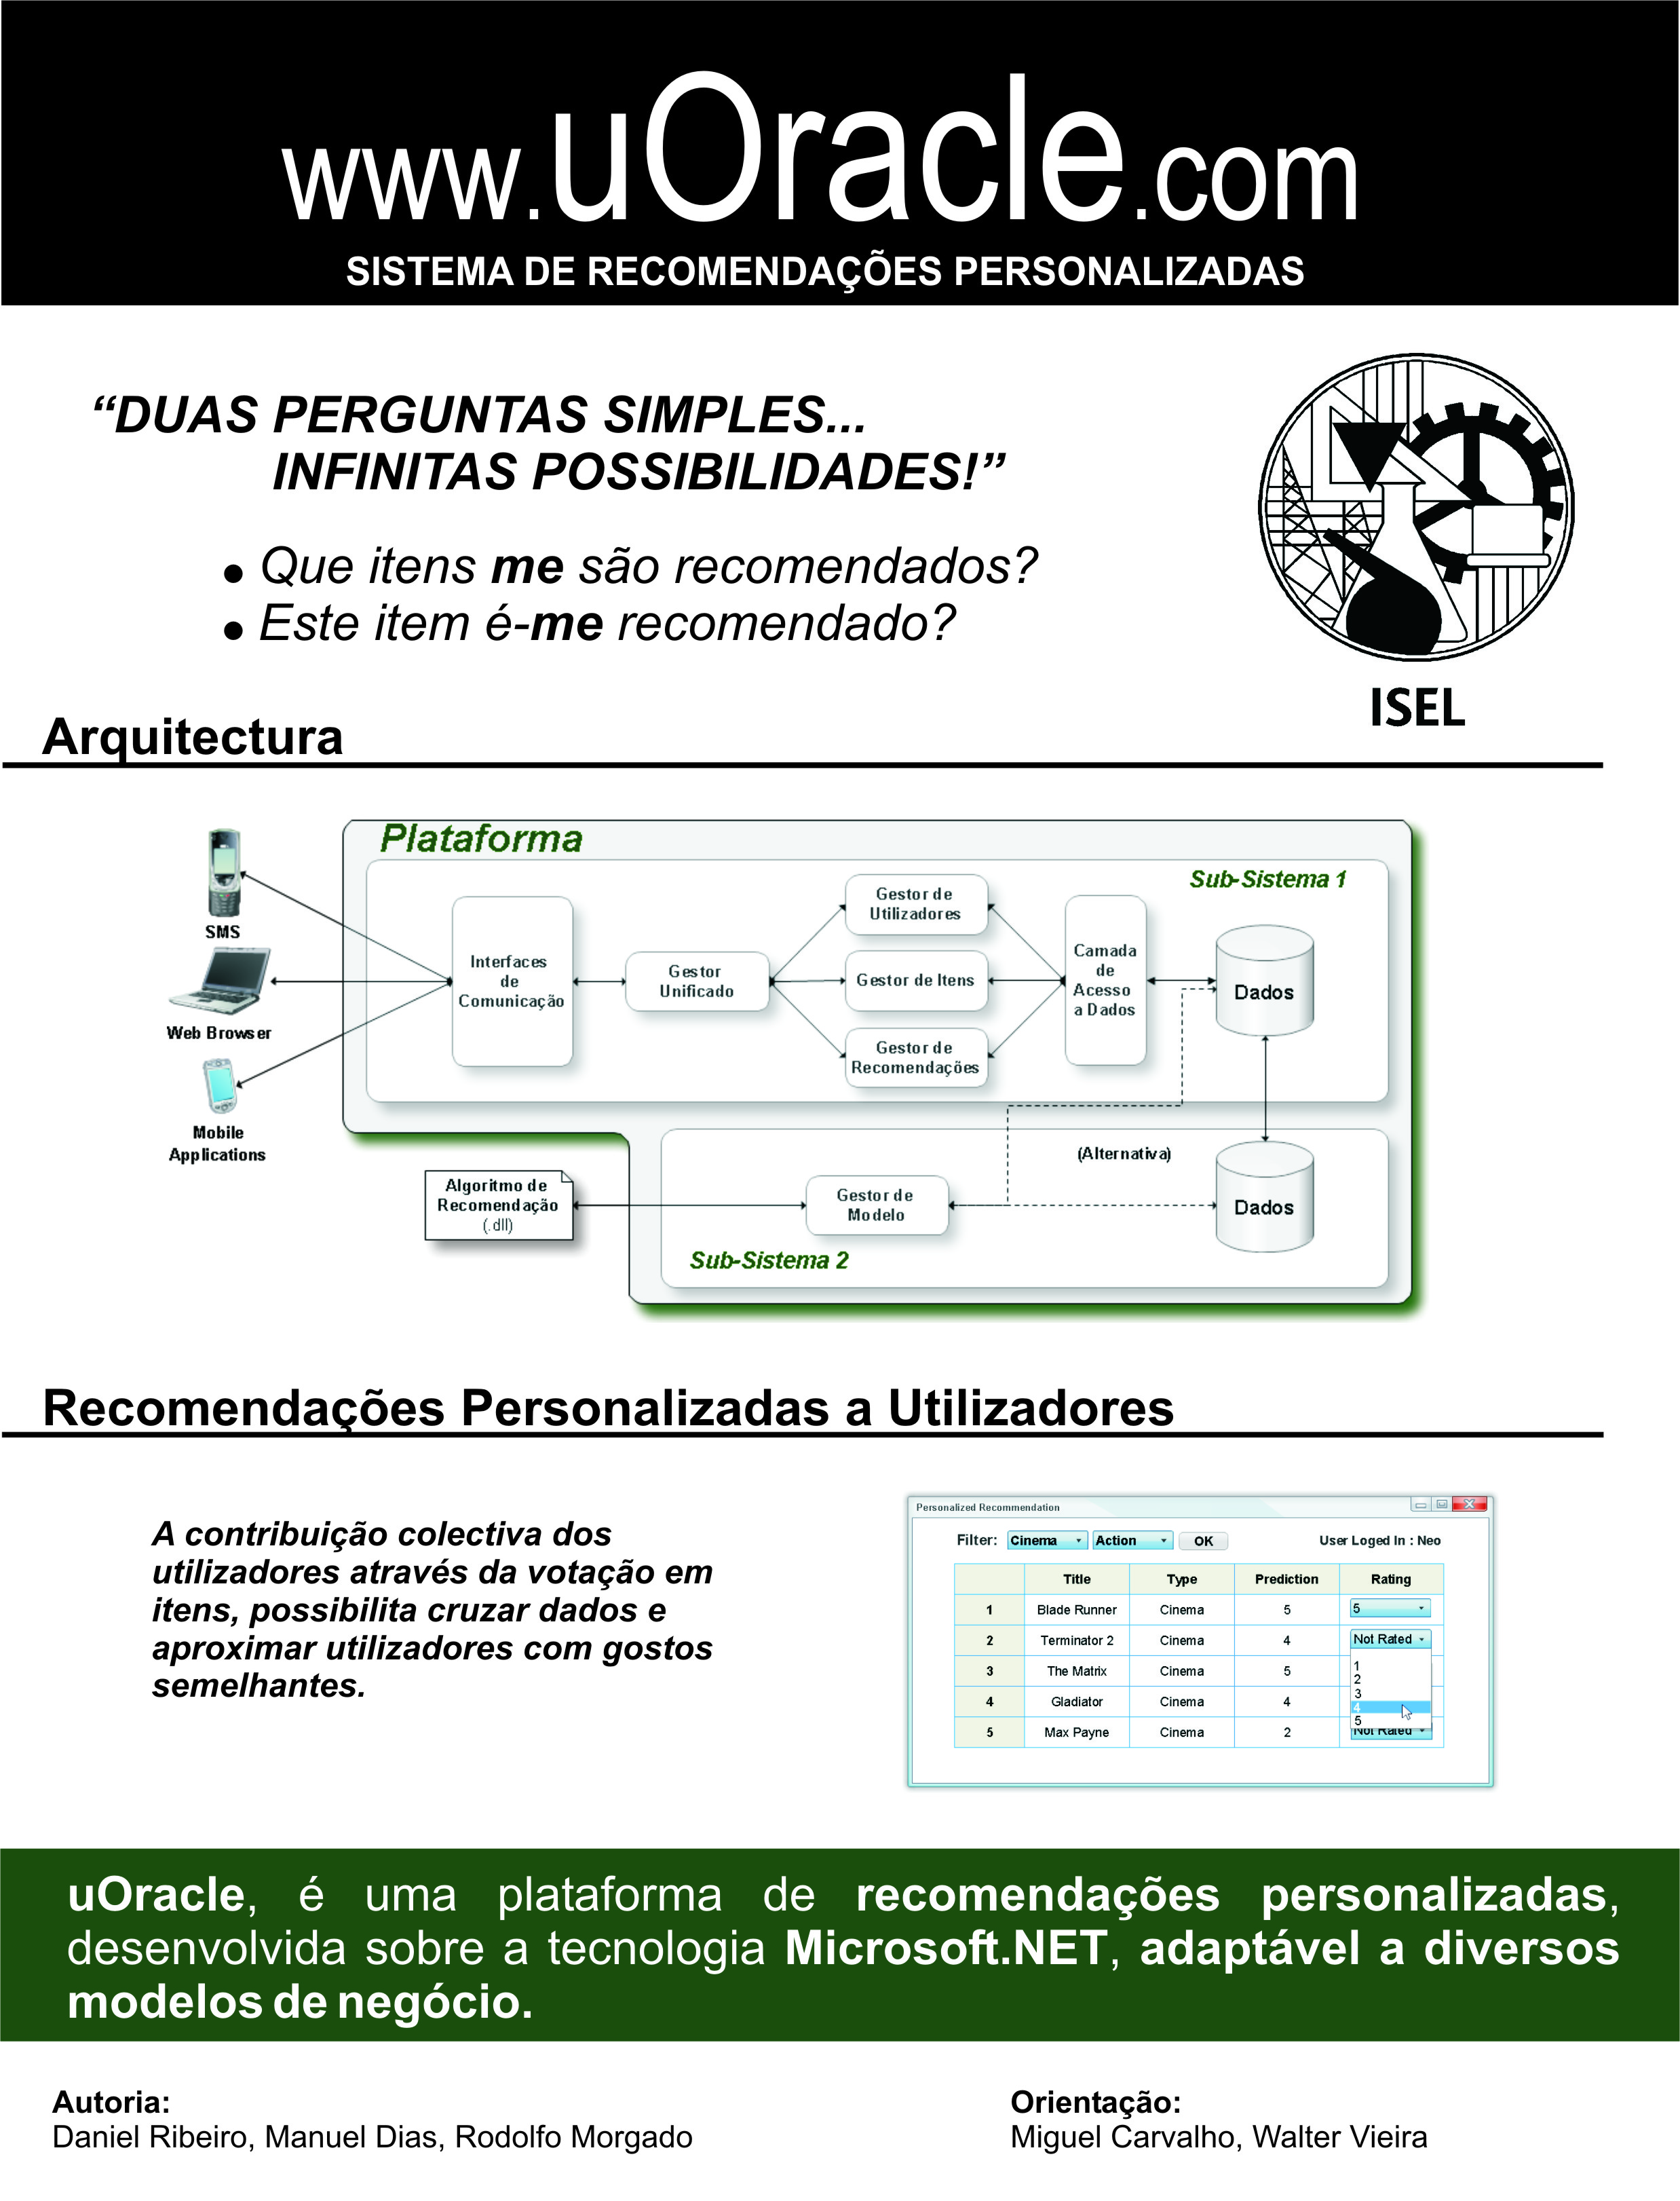 www.uOracle.com
SISTEMA DE RECOMENDAÇÕES PERSONALIZADAS
“DUAS PERGUNTAS SIMPLES...
INFINITAS POSSIBILIDADES!”
• Que itens me são recomendados?
• Este item é-me recomendado?
ISEL
Arquitectura
Plataforma
Sub-Sistema 1
SMS
Web Browser
Mobile
Applications
Interfaces
de
Comunicação
Gestor
Unificado
Gestor de
Utilizadores
Gestor de Itens
Gestor de
Recomendações
Camada
de
Acesso
a Dados
Dados
Algoritmo de
Recomendação
(.dll)
Gestor de
Modelo
(Alternativa)
Dados
Sub-Sistema 2
Recomendações Personalizadas a Utilizadores
A contribuição colectiva dos
utilizadores através da votação em
itens, possibilita cruzar dados e
aproximar utilizadores com gostos
semelhantes.
Personalized Recommendation
Filter: Cinema Action OK User Loged In : Neo
Title Type Prediction Rating
1 Blade Runner Cinema 5 5
2 Terminator 2 Cinema 4 Not Rated
3 The Matrix Cinema 5
4 Gladiator Cinema 4
5 Max Payne Cinema 2 Not Rated
1
2
3
4
5
uOracle, é uma plataforma de recomendações personalizadas,
desenvolvida sobre a tecnologia Microsoft.NET, adaptável a diversos
modelos de negócio.
Autoria:
Daniel Ribeiro, Manuel Dias, Rodolfo Morgado
Orientação:
Miguel Carvalho, Walter Vieira